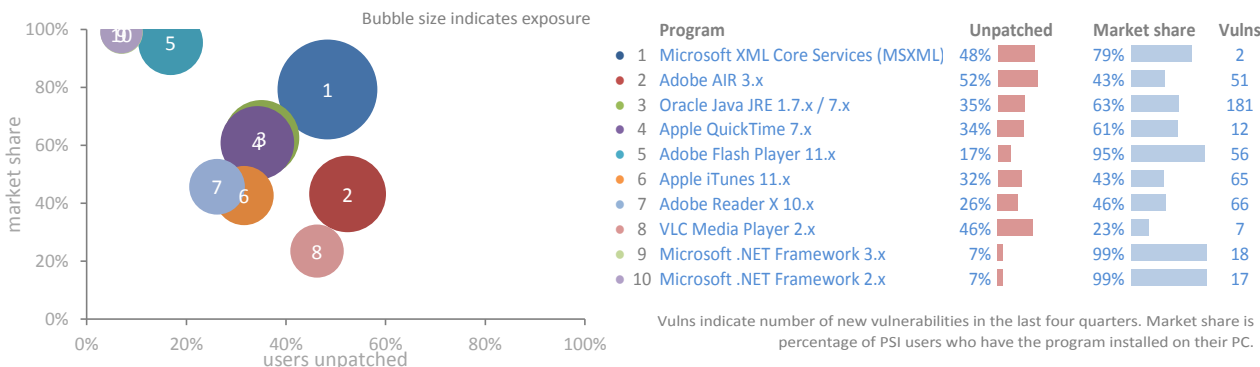 Bubble size indicates exposure
market share
100%
80%
60%
40%
20%
0%
0% 20% 40% 60% 80% 100%
users unpatched
10 9
5
1
3
4
7
6
2
8
Program Unpatched Market share Vulns
1 Microsoft XML Core Services (MSXML) 48% 79% 2
2 Adobe AIR 3.x 52% 43% 51
3 Oracle Java JRE 1.7.x / 7.x 35% 63% 181
4 Apple QuickTime 7.x 34% 61% 12
5 Adobe Flash Player 11.x 17% 95% 56
6 Apple iTunes 11.x 32% 43% 65
7 Adobe Reader X 10.x 26% 46% 66
8 VLC Media Player 2.x 46% 23% 7
9 Microsoft .NET Framework 3.x 7% 99% 18
10 Microsoft .NET Framework 2.x 7% 99% 17
Vulns indicate number of new vulnerabilities in the last four quarters. Market share is
percentage of PSI users who have the program installed on their PC.